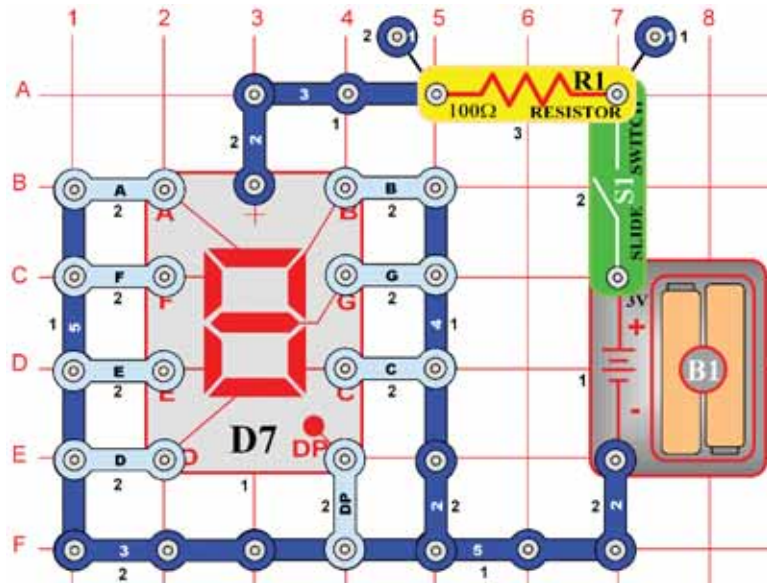 1 2 3 4 5 6 7 8
2 1 1 1
A 3 R1
100Ω RESISTOR
1 3
2 2
B A A + B B
2 2 2 S1 SLIDE SWITCH
C F F G G
2 2 3V
1 5 4 1 +
D E E C C B1
2 2 1 -
D7 DP
E D D
2 1 2 DP 2 2 2 2
F 3 5
2 1